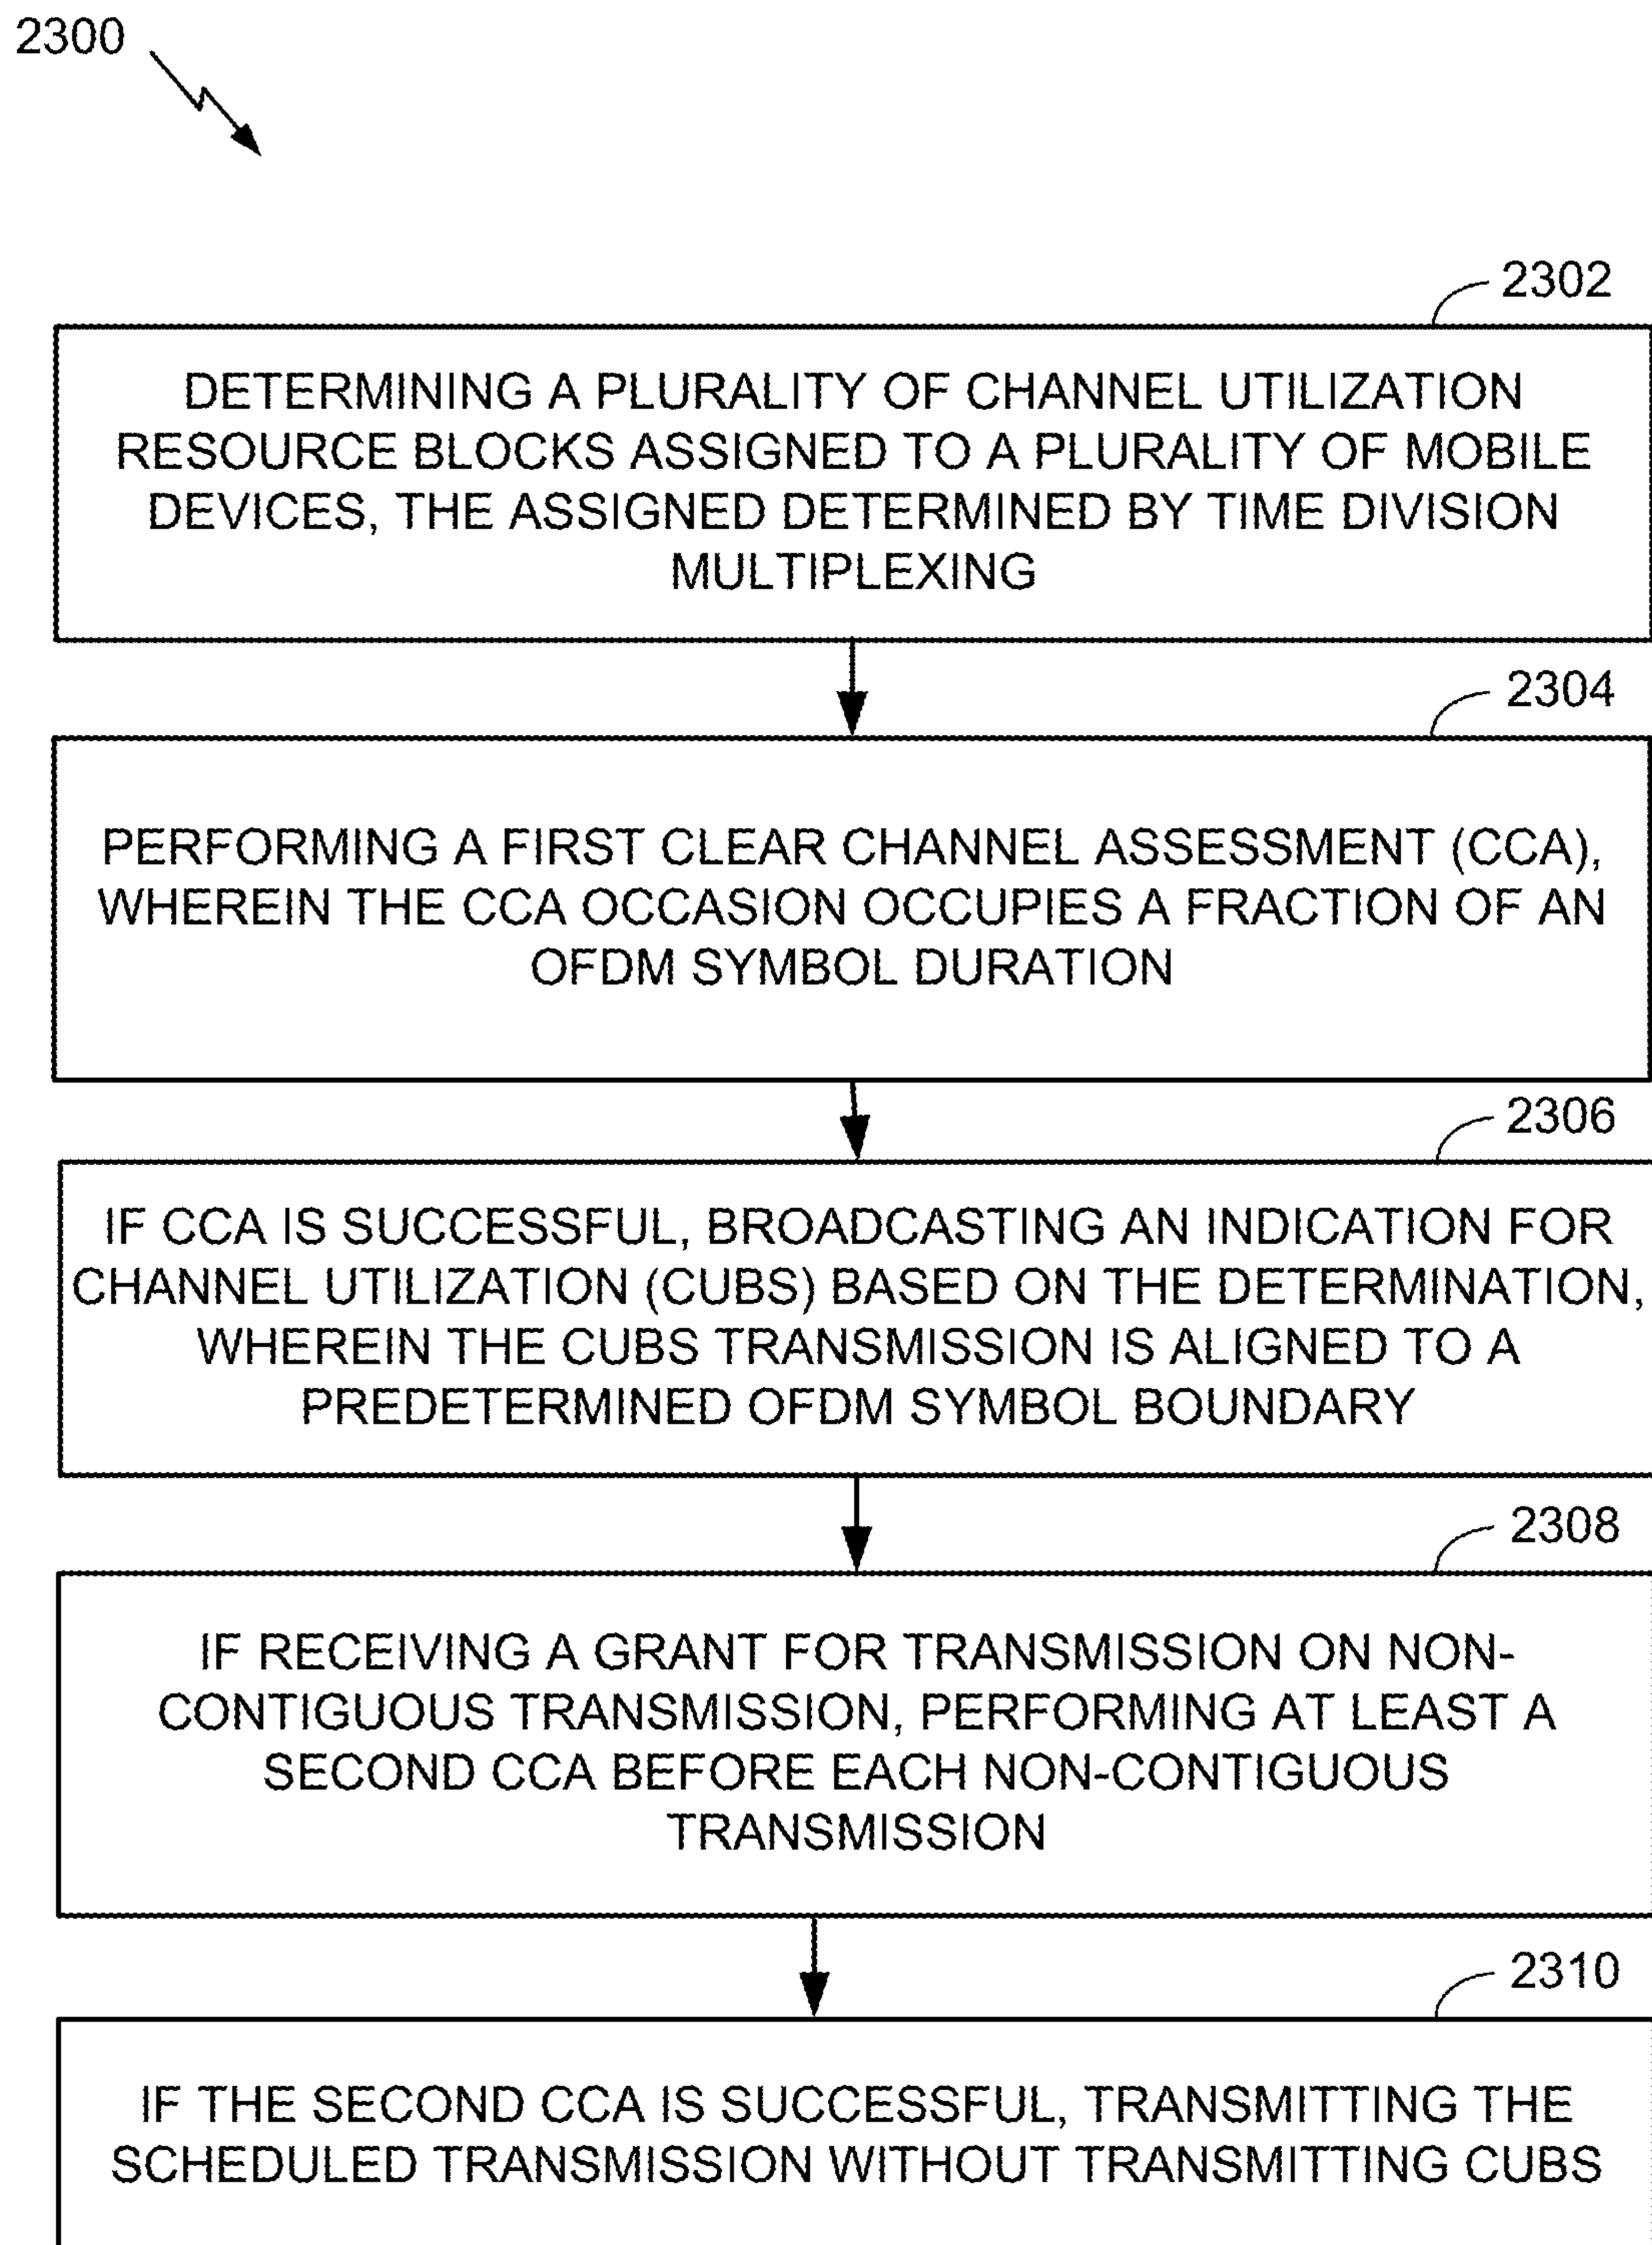 2300
2302
DETERMINING A PLURALITY OF CHANNEL UTILIZATION
RESOURCE BLOCKS ASSIGNED TO A PLURALITY OF MOBILE
DEVICES, THE ASSIGNED DETERMINED BY TIME DIVISION
MULTIPLEXING
2304
PERFORMING A FIRST CLEAR CHANNEL ASSESSMENT (CCA),
WHEREIN THE CCA OCCASION OCCUPIES A FRACTION OF AN
OFDM SYMBOL DURATION
2306
IF CCA IS SUCCESSFUL, BROADCASTING AN INDICATION FOR
CHANNEL UTILIZATION (CUBS) BASED ON THE DETERMINATION,
WHEREIN THE CUBS TRANSMISSION IS ALIGNED TO A
PREDETERMINED OFDM SYMBOL BOUNDARY
2308
IF RECEIVING A GRANT FOR TRANSMISSION ON NON-
CONTIGUOUS TRANSMISSION, PERFORMING AT LEAST A
SECOND CCA BEFORE EACH NON-CONTIGUOUS
TRANSMISSION
2310
IF THE SECOND CCA IS SUCCESSFUL, TRANSMITTING THE
SCHEDULED TRANSMISSION WITHOUT TRANSMITTING CUBS